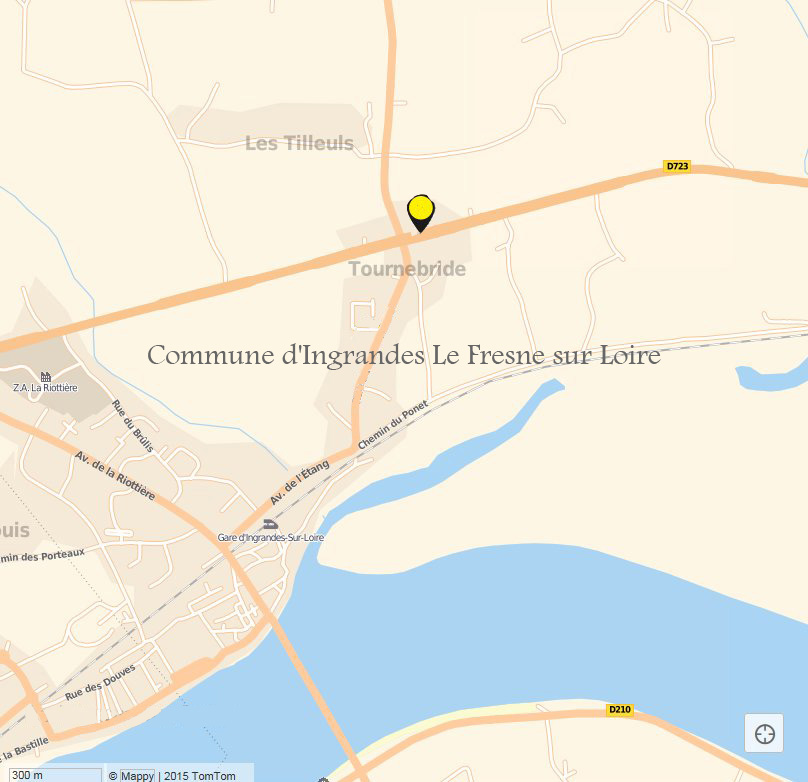 Les Tilleuls
D723
Tournebride
Commune d'Ingrandes Le Fresne sur Loire
Z.A. La Riottière
Rue du Brûlis
Chemin du Ponet
Av. de la Riottière
Av. de l'Étang
uis
Gare d'Ingrandes-Sur-Loire
min des Porteaux
Rue des Douves
D210
la Bastille
300 m
© Mappy | 2015 TomTom